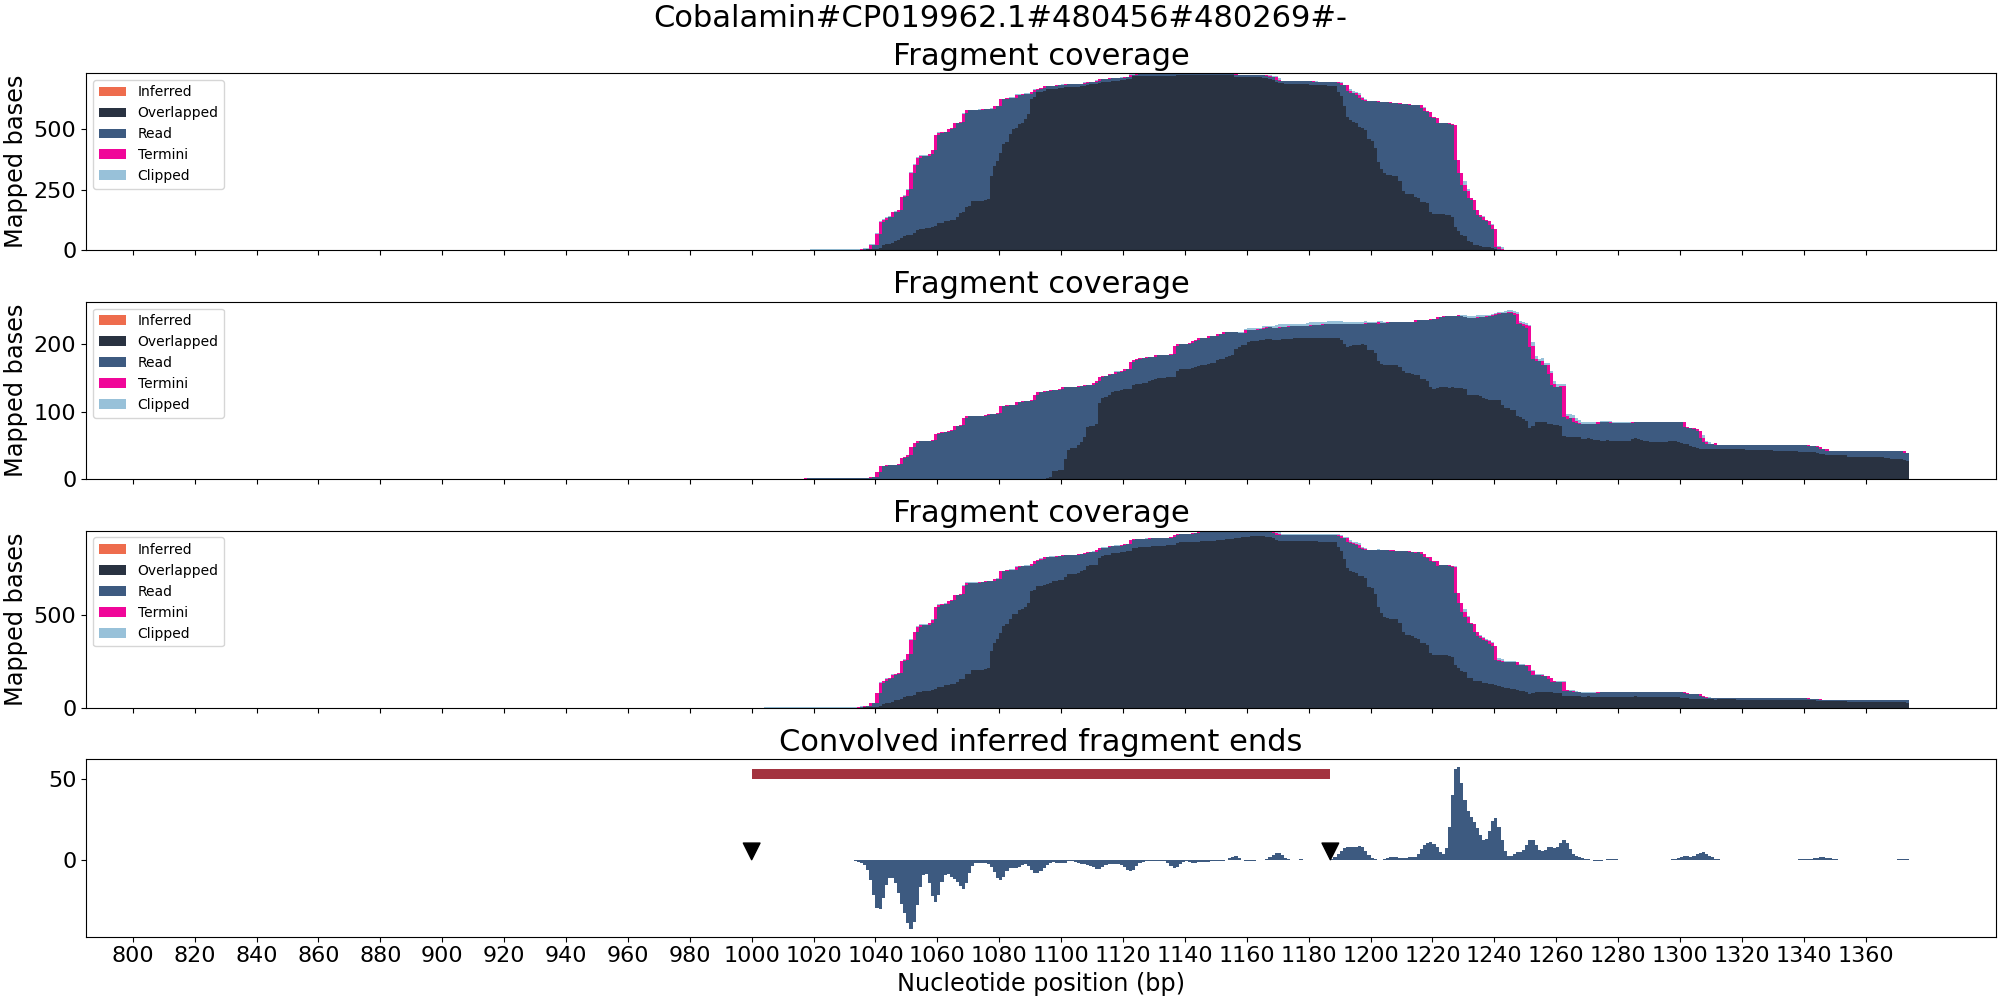 Cobalamin#CP019962.1#480456#480269#-
Fragment coverage
Mapped bases
500
250
0
Inferred
Overlapped
Read
Termini
Clipped
Fragment coverage
Mapped bases
200
100
0
Inferred
Overlapped
Read
Termini
Clipped
Fragment coverage
Mapped bases
500
0
Inferred
Overlapped
Read
Termini
Clipped
Convolved inferred fragment ends
50
0
800 820 840 860 880 900 920 940 960 980 1000 1020 1040 1060 1080 1100 1120 1140 1160 1180 1200 1220 1240 1260 1280 1300 1320 1340 1360
Nucleotide position (bp)